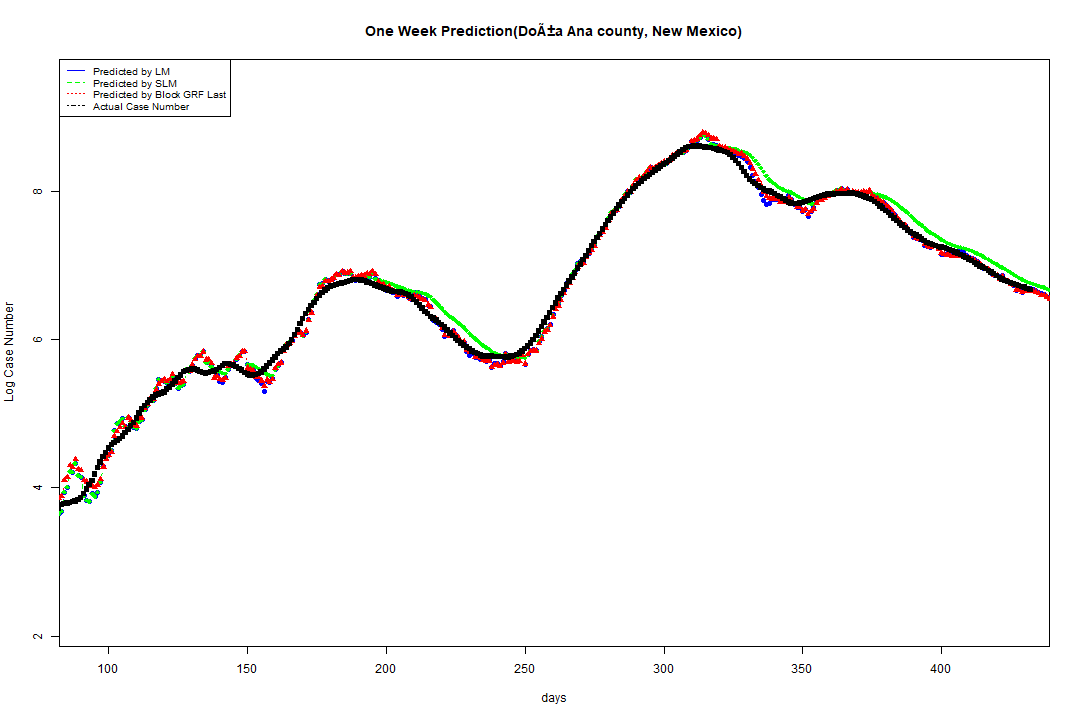 One Week Prediction(DoÃ±a Ana county, New Mexico)
Predicted by LM
Predicted by SLM
Predicted by Block GRF Last
Actual Case Number
Log Case Number
8
6
4
2
100 150 200 250 300 350 400
days